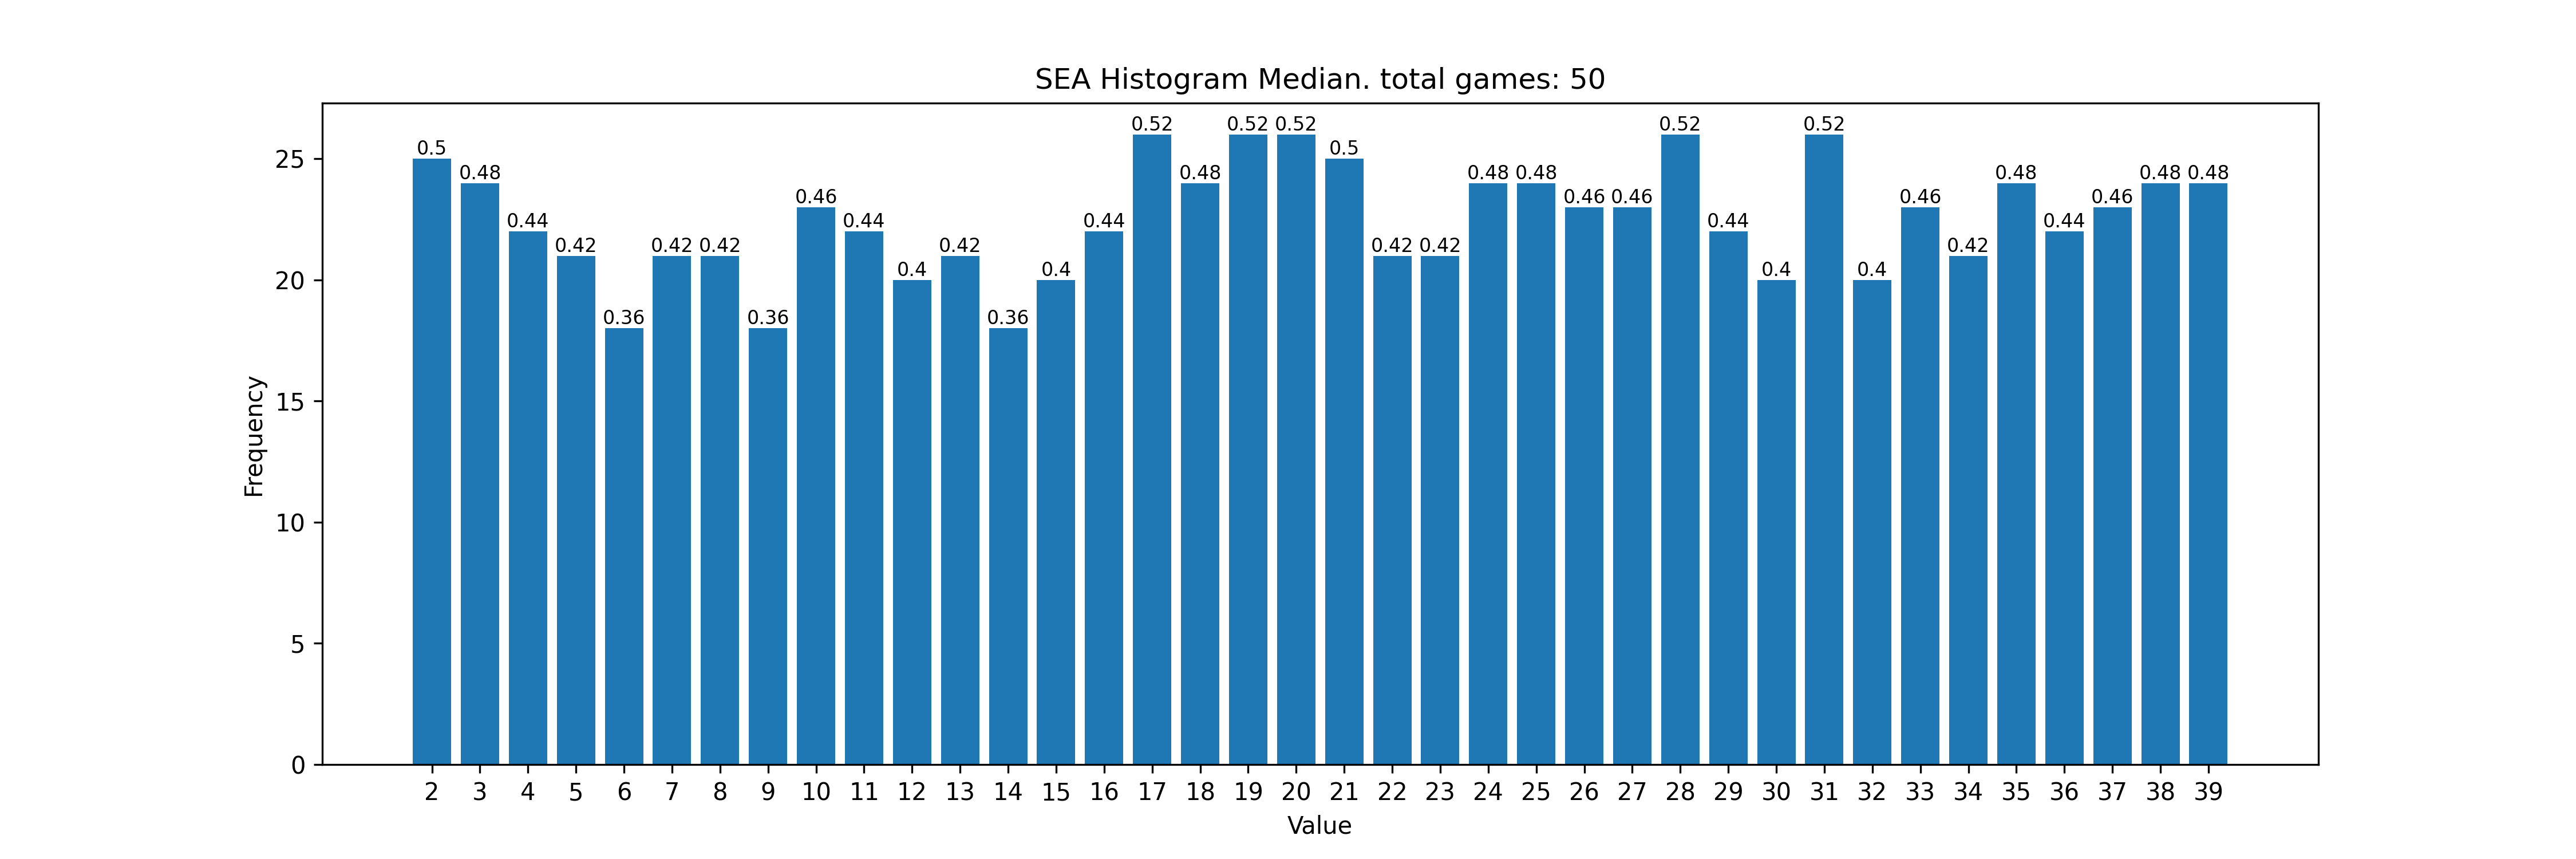 SEA Histogram Median. total games: 50
0.5 0.48 0.44 0.42 0.36 0.42 0.42 0.36 0.46 0.44 0.4 0.42 0.36 0.4 0.44 0.52 0.48 0.52 0.52 0.5 0.42 0.42 0.48 0.48 0.46 0.46 0.52 0.44 0.4 0.52 0.4 0.46 0.42 0.48 0.44 0.46 0.48 0.48
25
20
15
10
5
0
Frequency
2 3 4 5 6 7 8 9 10 11 12 13 14 15 16 17 18 19 20 21 22 23 24 25 26 27 28 29 30 31 32 33 34 35 36 37 38 39
Value